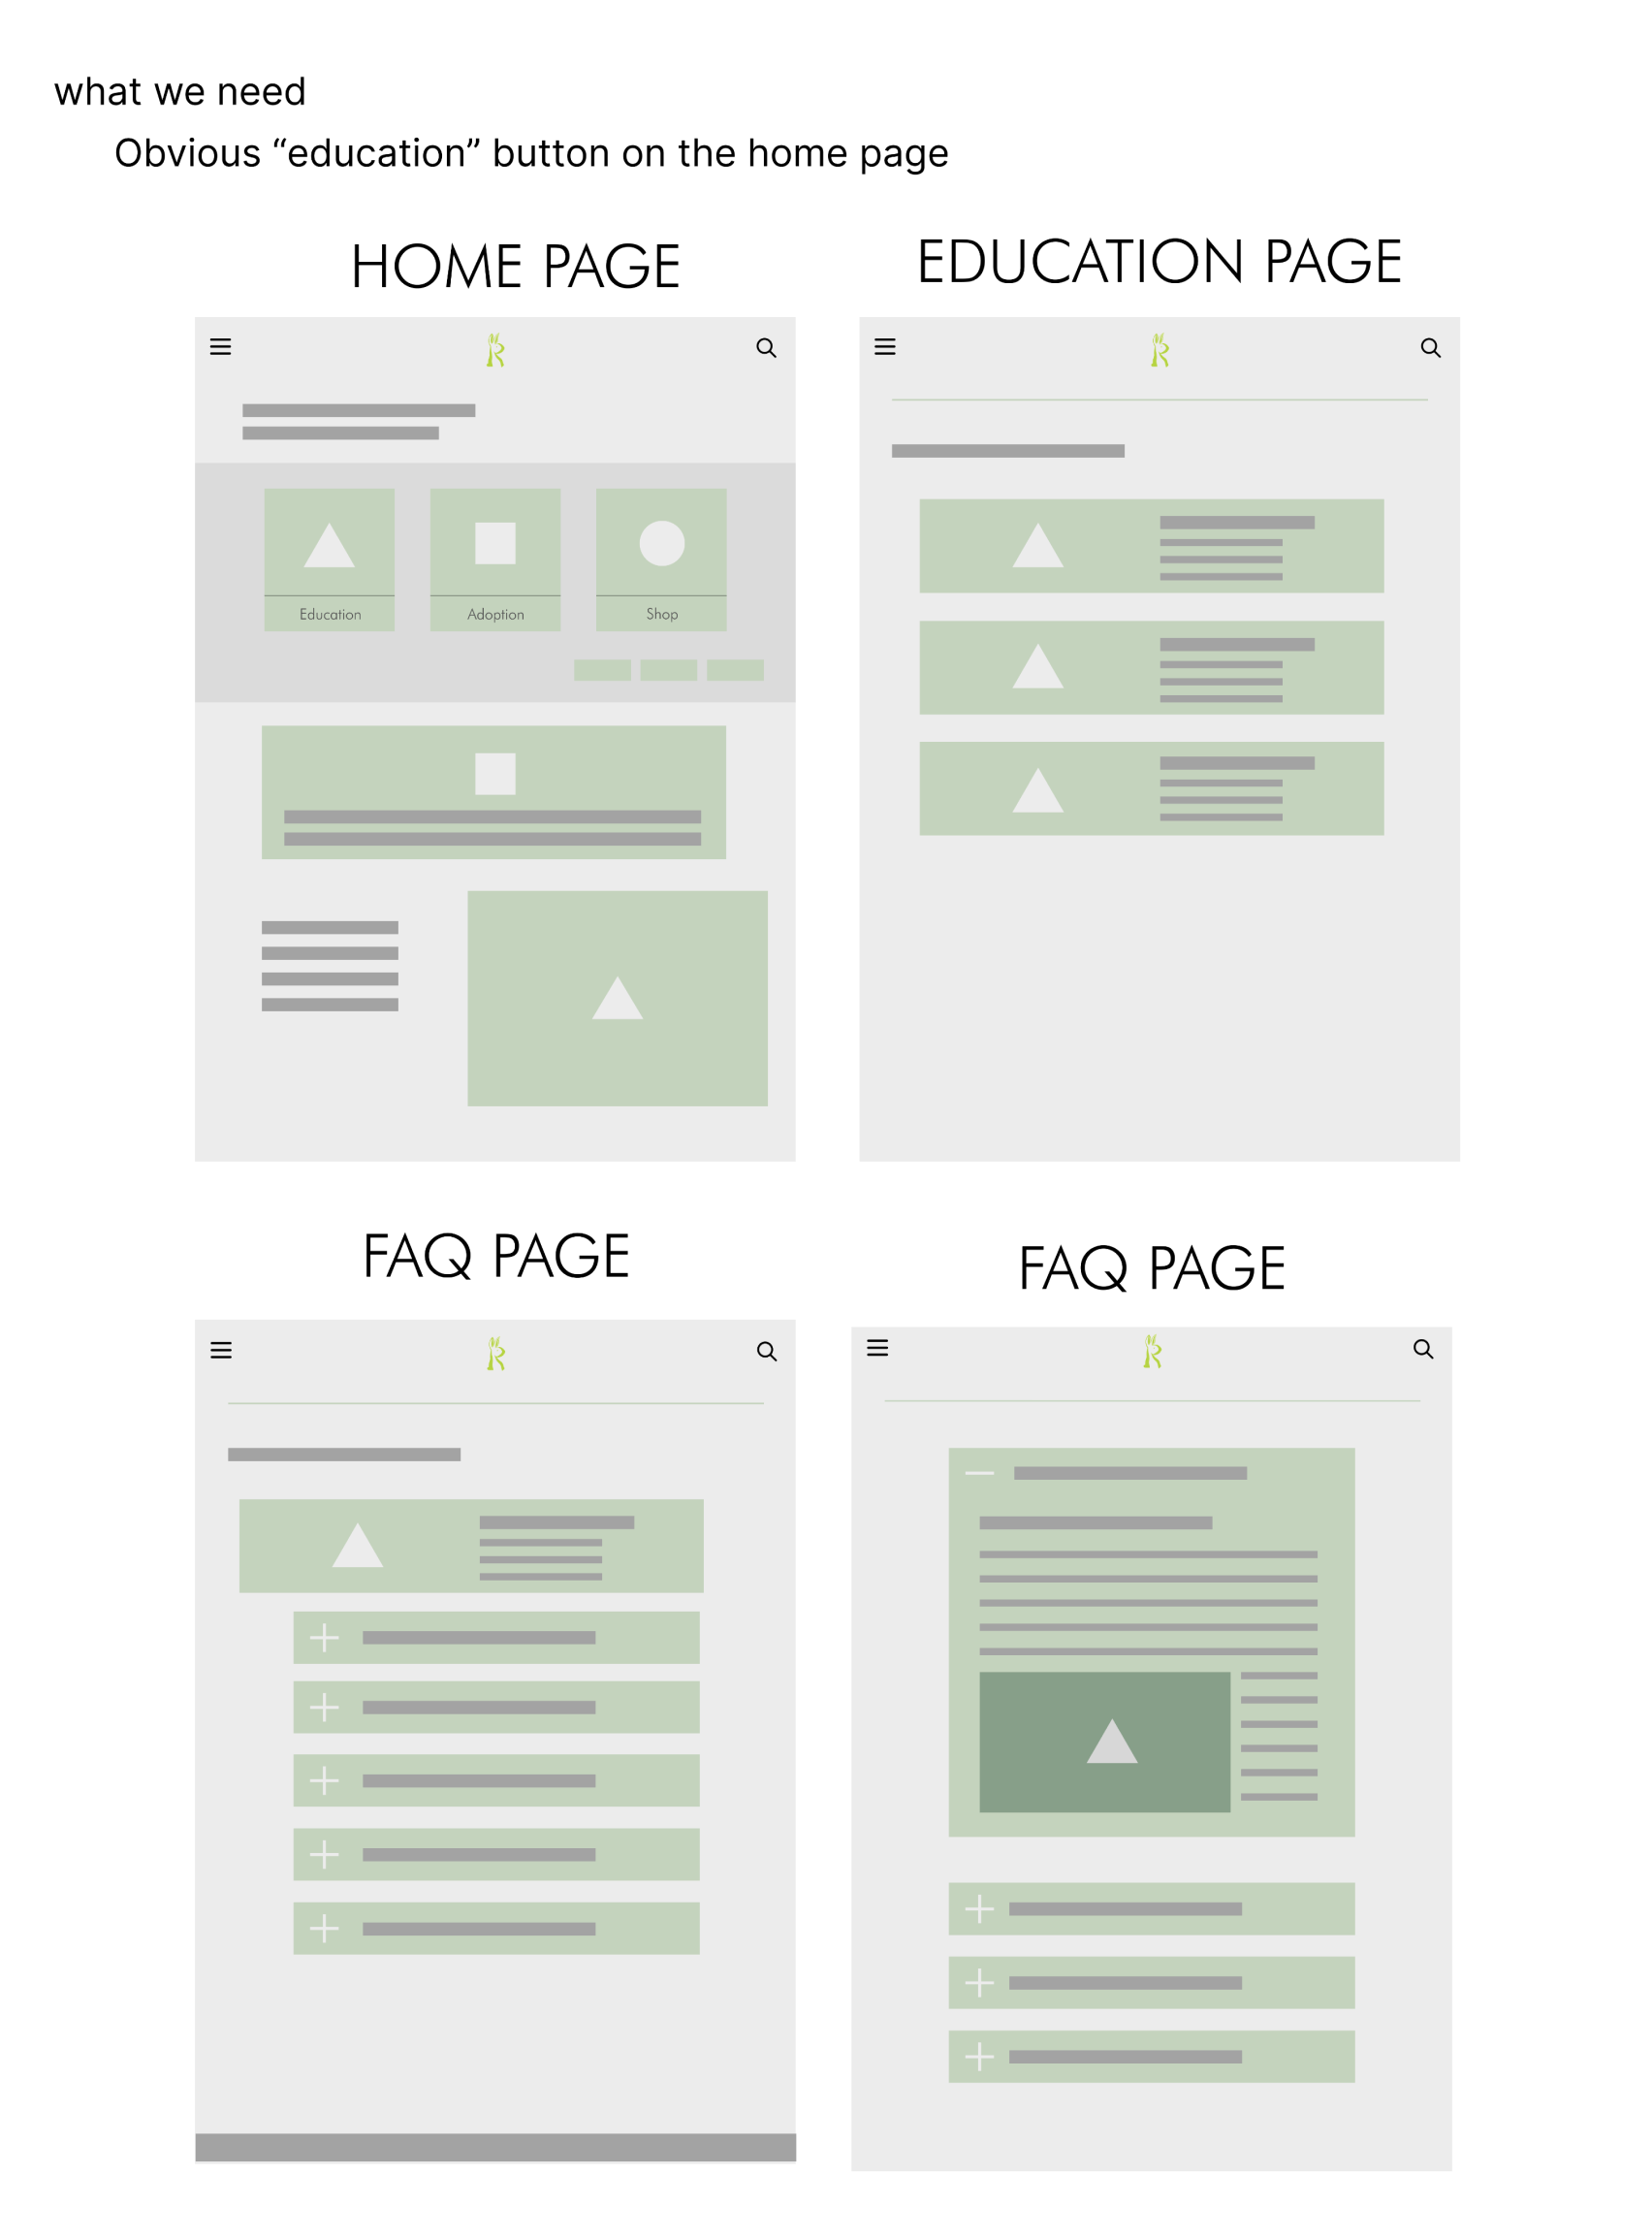 what we need
Obvious “education” button on the home page
HOME PAGE
EDUCATION PAGE
Education
Adoption
Shop
FAQ PAGE
FAQ PAGE